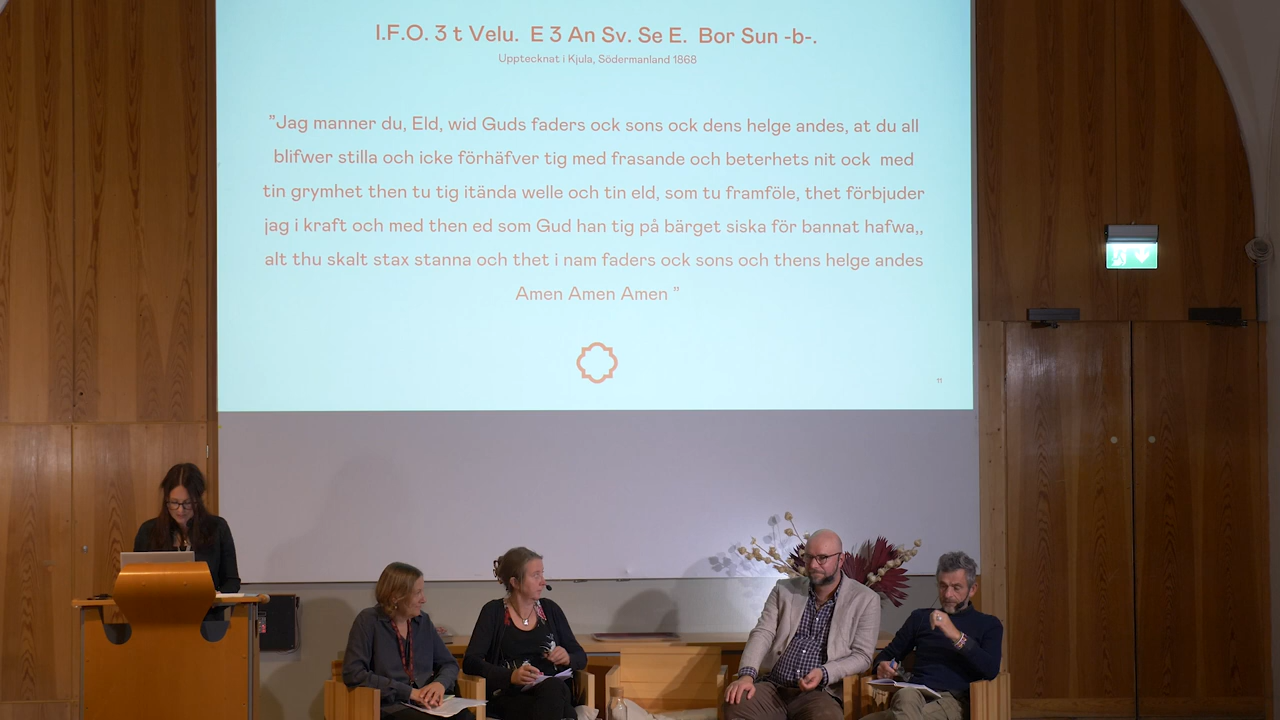 I.F.O. 3 t Velu. E 3 An Sv. Se E. Bor Sun -b-.
Upptecknat i Kjula, Södermanland 1868
”Jag manner du, Eld, wid Guds faders ock sons ock dens helge andes, at du all
blifwer stilla och icke förhäfver tig med frasande och beterhets nit ock med
tin grymhet then tu tig itända welle och tin eld, som tu framföle, thet förbjuder
jag i kraft och med then ed som Gud han tig på bärget siska för bannat hafwa,,
alt thu skalt stax stanna och thet i nam faders ock sons och thens helge andes
Amen Amen Amen ”
11